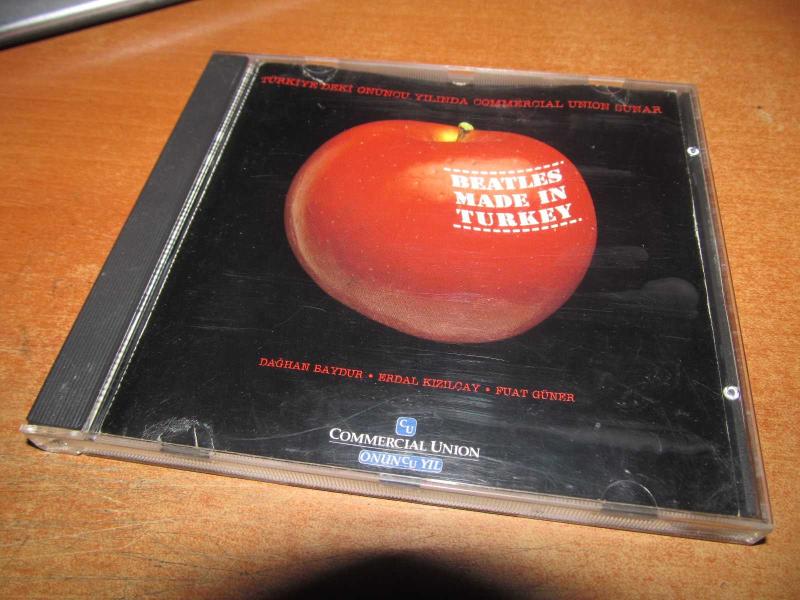 TÜRKİYE'DEKİ ONUNCU YILINDA COMMERCIAL UNION SUNAR
BEATLES
MADE IN
TURKEY
DAĞHAN BAYDUR • ERDAL KIZILÇAY • FUAT GÜNER
CU
COMMERCIAL UNION
ONUNCU YIL